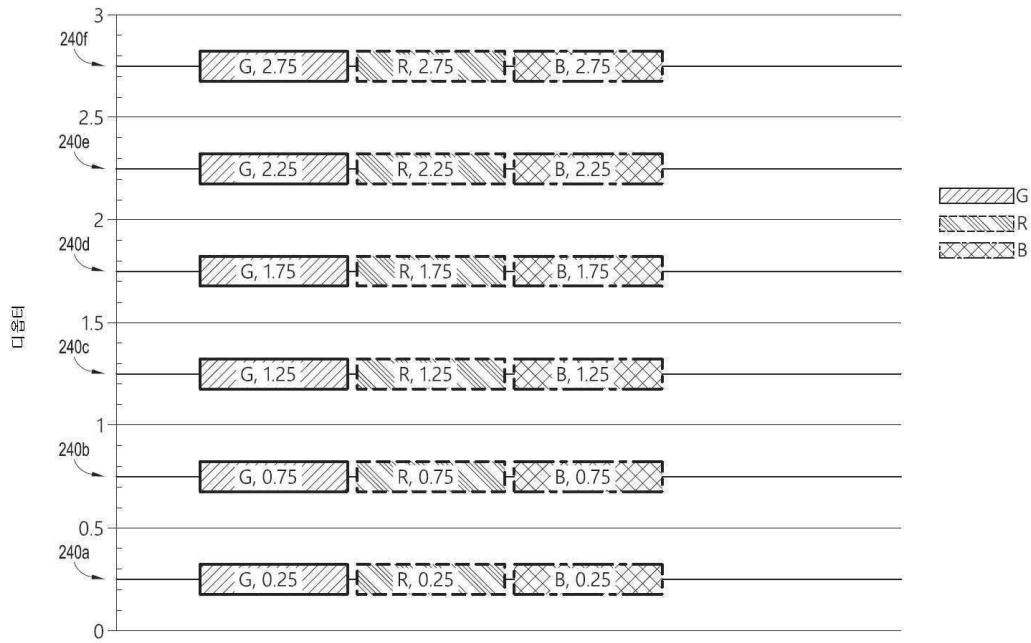 3
240f
G, 2.75 R, 2.75 B, 2.75
2.5
240e
G, 2.25 R, 2.25 B, 2.25
G
2
R
240d
B
G, 1.75 R, 1.75 B, 1.75
디옵터
1.5
240c
G, 1.25 R, 1.25 B, 1.25
1
240b
G, 0.75 R, 0.75 B, 0.75
0.5
240a
G, 0.25 R, 0.25 B, 0.25
0